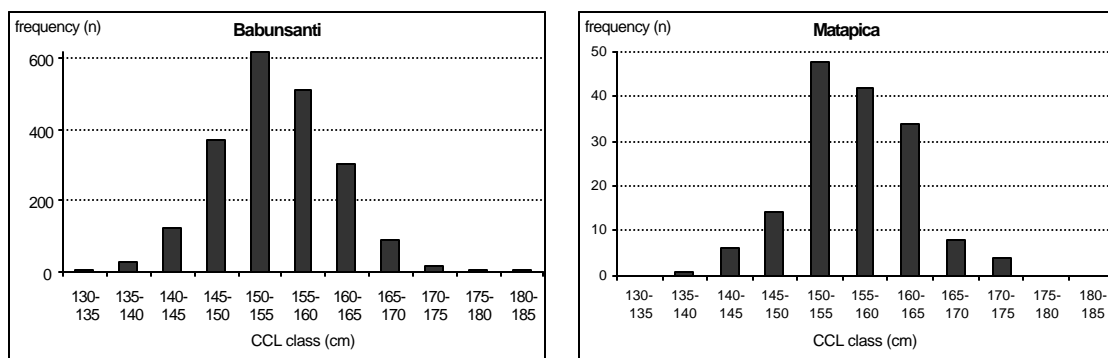 frequency (n)
Babunsanti
600
400
200
0
130- 135- 140- 145- 150- 155- 160- 165- 170- 175- 180-
135 140 145 150 155 160 165 170 175 180 185
CCL class (cm)
frequency (n)
Matapica
50
40
30
20
10
0
130- 135- 140- 145- 150- 155- 160- 165- 170- 175- 180-
135 140 145 150 155 160 165 170 175 180 185
CCL class (cm)